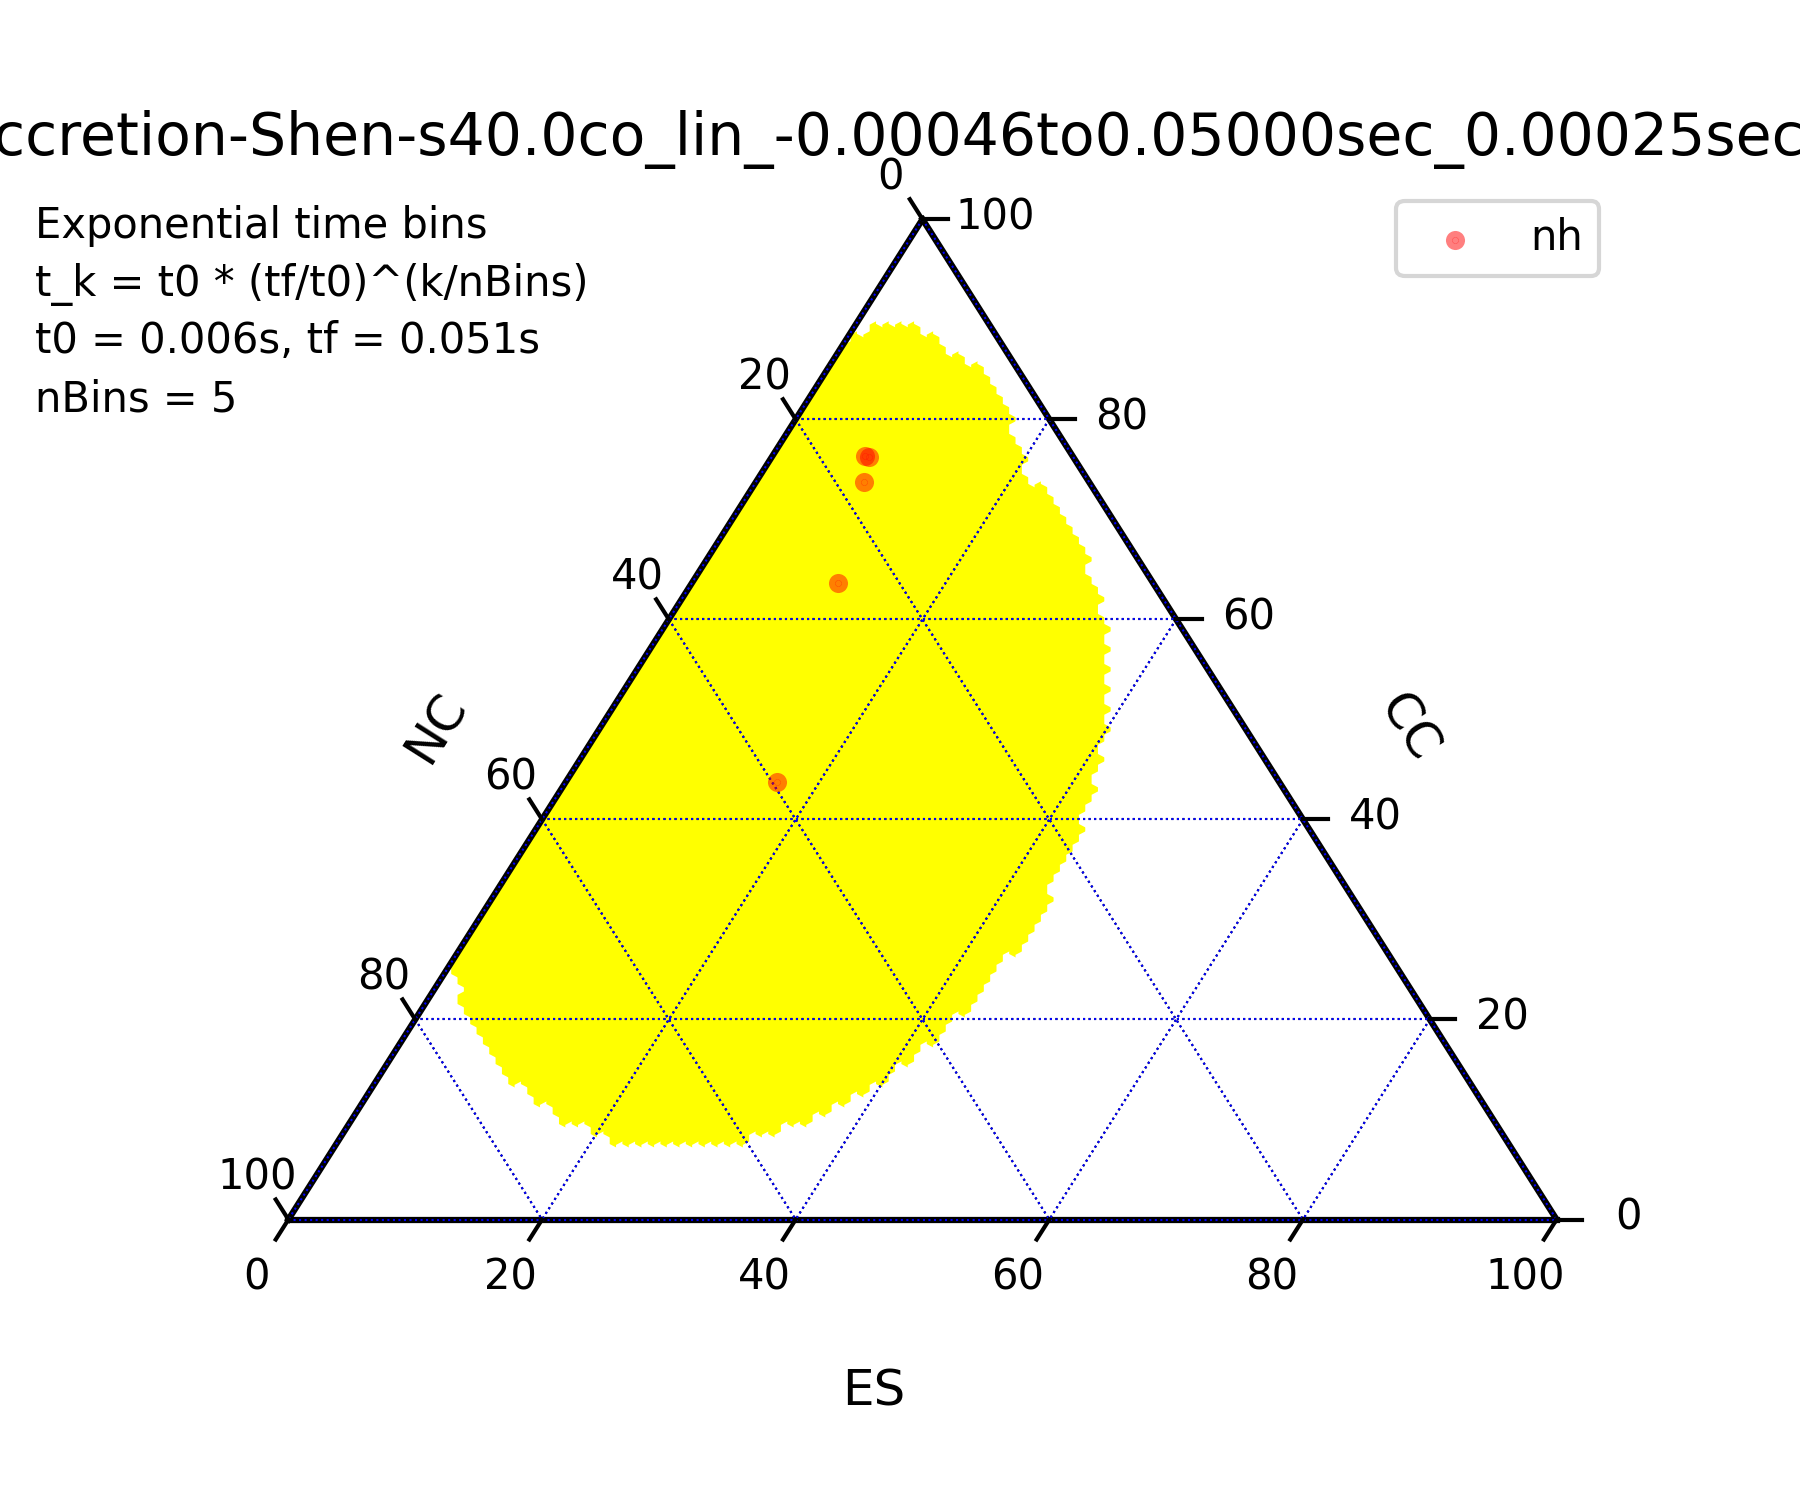 ccretion-Shen-s40.0co_lin_-0.00046to0.05000sec_0.00025sec
Exponential time bins
t_k = t0 * (tf/t0)^(k/nBins)
t0 = 0.006s, tf = 0.051s
nBins = 5
nh
0
100
20
80
40
60
NC
CC
60
40
80
20
100
0
0
20
40
60
80
100
ES